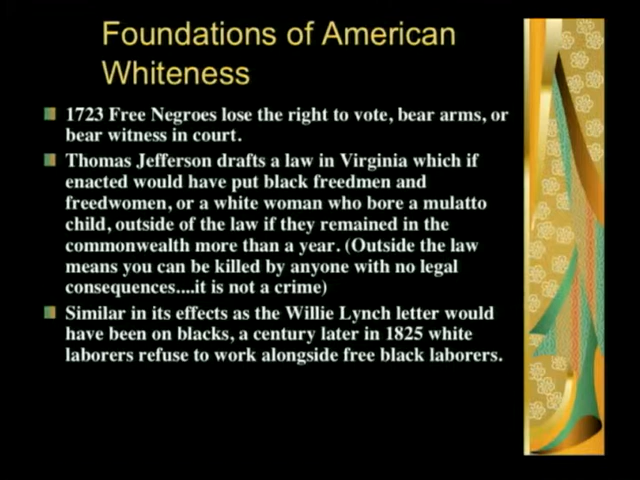 Foundations of American
Whiteness
1723 Free Negroes lose the right to vote, bear arms, or
bear witness in court.
Thomas Jefferson drafts a law in Virginia which if
enacted would have put black freedmen and
freedwomen, or a white woman who bore a mulatto
child, outside of the law if they remained in the
commonwealth more than a year. (Outside the law
means you can be killed by anyone with no legal
consequences....it is not a crime)
Similar in its effects as the Willie Lynch letter would
have been on blacks, a century later in 1825 white
laborers refuse to work alongside free black laborers.